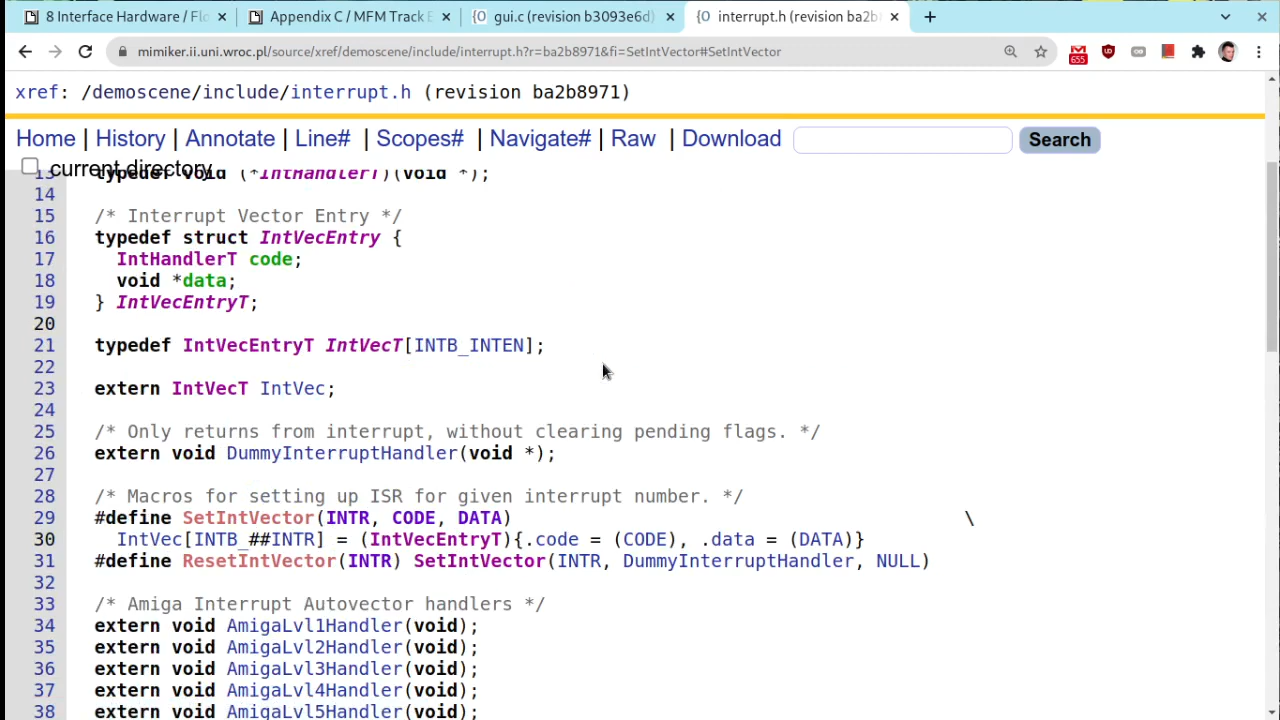 8 Interface Hardware / Flo
Appendix C / MFM Track E
gui.c (revision b3093e6d)
interrupt.h (revision ba2b
mimiker.ii.uni.wroc.pl/source/xref/demoscene/include/interrupt.h?r=ba2b8971&fi=SetIntVector#SetIntVector
655
xref: /demoscene/include/interrupt.h (revision ba2b8971)
Home | History | Annotate | Line# | Scopes# | Navigate# | Raw | Download
Search
current directory
13 typedef void (*IntHandlerT)(void *);
14
15 /* Interrupt Vector Entry */
16 typedef struct IntVecEntry {
17 IntHandlerT code;
18 void *data;
19 } IntVecEntryT;
20
21 typedef IntVecEntryT IntVecT[INTB_INTEN];
22
23 extern IntVecT IntVec;
24
25 /* Only returns from interrupt, without clearing pending flags. */
26 extern void DummyInterruptHandler(void *);
27
28 /* Macros for setting up ISR for given interrupt number. */
29 #define SetIntVector(INTR, CODE, DATA) \
30 IntVec[INTB_##INTR] = (IntVecEntryT){.code = (CODE), .data = (DATA)}
31 #define ResetIntVector(INTR) SetIntVector(INTR, DummyInterruptHandler, NULL)
32
33 /* Amiga Interrupt Autovector handlers */
34 extern void AmigaLvl1Handler(void);
35 extern void AmigaLvl2Handler(void);
36 extern void AmigaLvl3Handler(void);
37 extern void AmigaLvl4Handler(void);
38 extern void AmigaLvl5Handler(void);